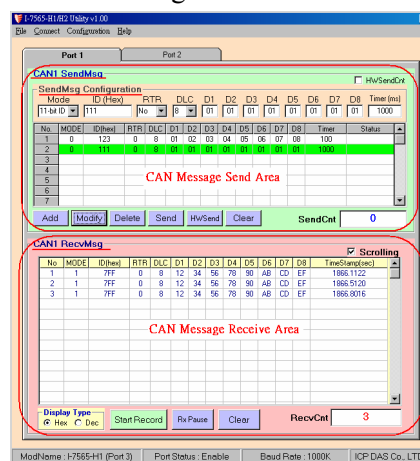 I-7565-H1/H2 Utility v1.00
File Connect Configuration Help
Port 1 Port 2
CAN1 SendMsg
HWSendCnt
SendMsg Configuration
Mode ID (Hex) RTR DLC D1 D2 D3 D4 D5 D6 D7 D8 Timer (ms)
11-bit ID 111 No 8 01 01 01 01 01 01 01 01 1000
No. MODE ID(hex) RTR DLC D1 D2 D3 D4 D5 D6 D7 D8 Timer Status
1 0 123 0 8 01 02 03 04 05 06 07 08 100
2 0 111 0 8 01 01 01 01 01 01 01 01 1000
3
4
5
6
7
CAN Message Send Area
Add Modify Delete Send HWSend Clear SendCnt 0
CAN1 RecvMsg
Scrolling
No MODE ID(hex) RTR DLC D1 D2 D3 D4 D5 D6 D7 D8 TimeStamp(sec)
1 1 7FF 0 8 12 34 56 78 90 AB CD EF 1866.1122
2 1 7FF 0 8 12 34 56 78 90 AB CD EF 1866.5120
3 1 7FF 0 8 12 34 56 78 90 AB CD EF 1866.8016
CAN Message Receive Area
Display Type
Hex Dec Start Record Rx Pause Clear RecvCnt 3
ModName : I-7565-H1 (Port 3) Port Status : Enable Baud Rate : 1000K ICP DAS Co., LT